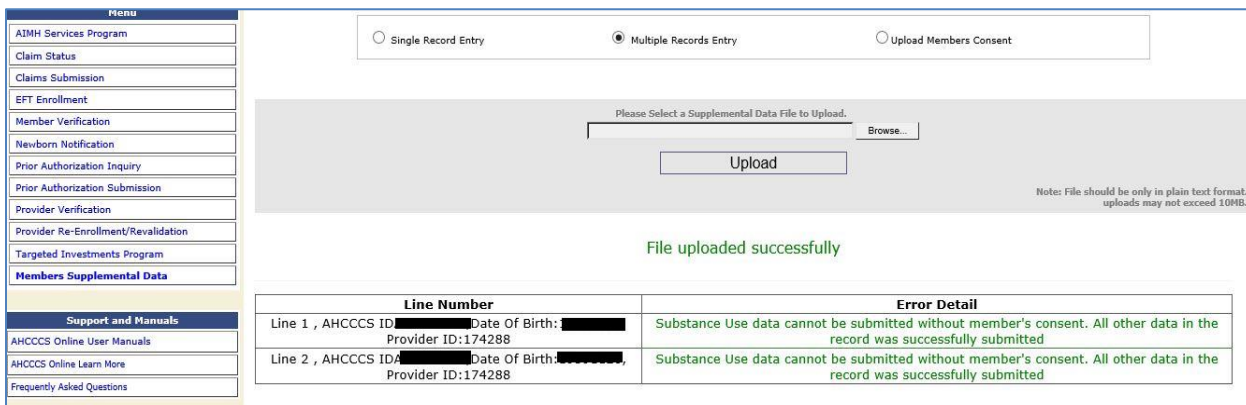 Menu
AIMH Services Program
Claim Status
Claims Submission
EFT Enrollment
Member Verification
Newborn Notification
Prior Authorization Inquiry
Prior Authorization Submission
Provider Verification
Provider Re-Enrollment/Revalidation
Targeted Investments Program
Members Supplemental Data
Support and Manuals
AHCCCS Online User Manuals
AHCCCS Online Learn More
Frequently Asked Questions
Single Record Entry
Multiple Records Entry
Upload Members Consent
Please Select a Supplemental Data File to Upload.
Browse...
Upload
Note: File should be only in plain text format.
uploads may not exceed 10MB.
File uploaded successfully
Line Number
Error Detail
Line 1 , AHCCCS ID Date Of Birth:
Provider ID:174288
Substance Use data cannot be submitted without member's consent. All other data in the
record was successfully submitted
Line 2 , AHCCCS ID Date Of Birth: ,
Provider ID:174288
Substance Use data cannot be submitted without member's consent. All other data in the
record was successfully submitted